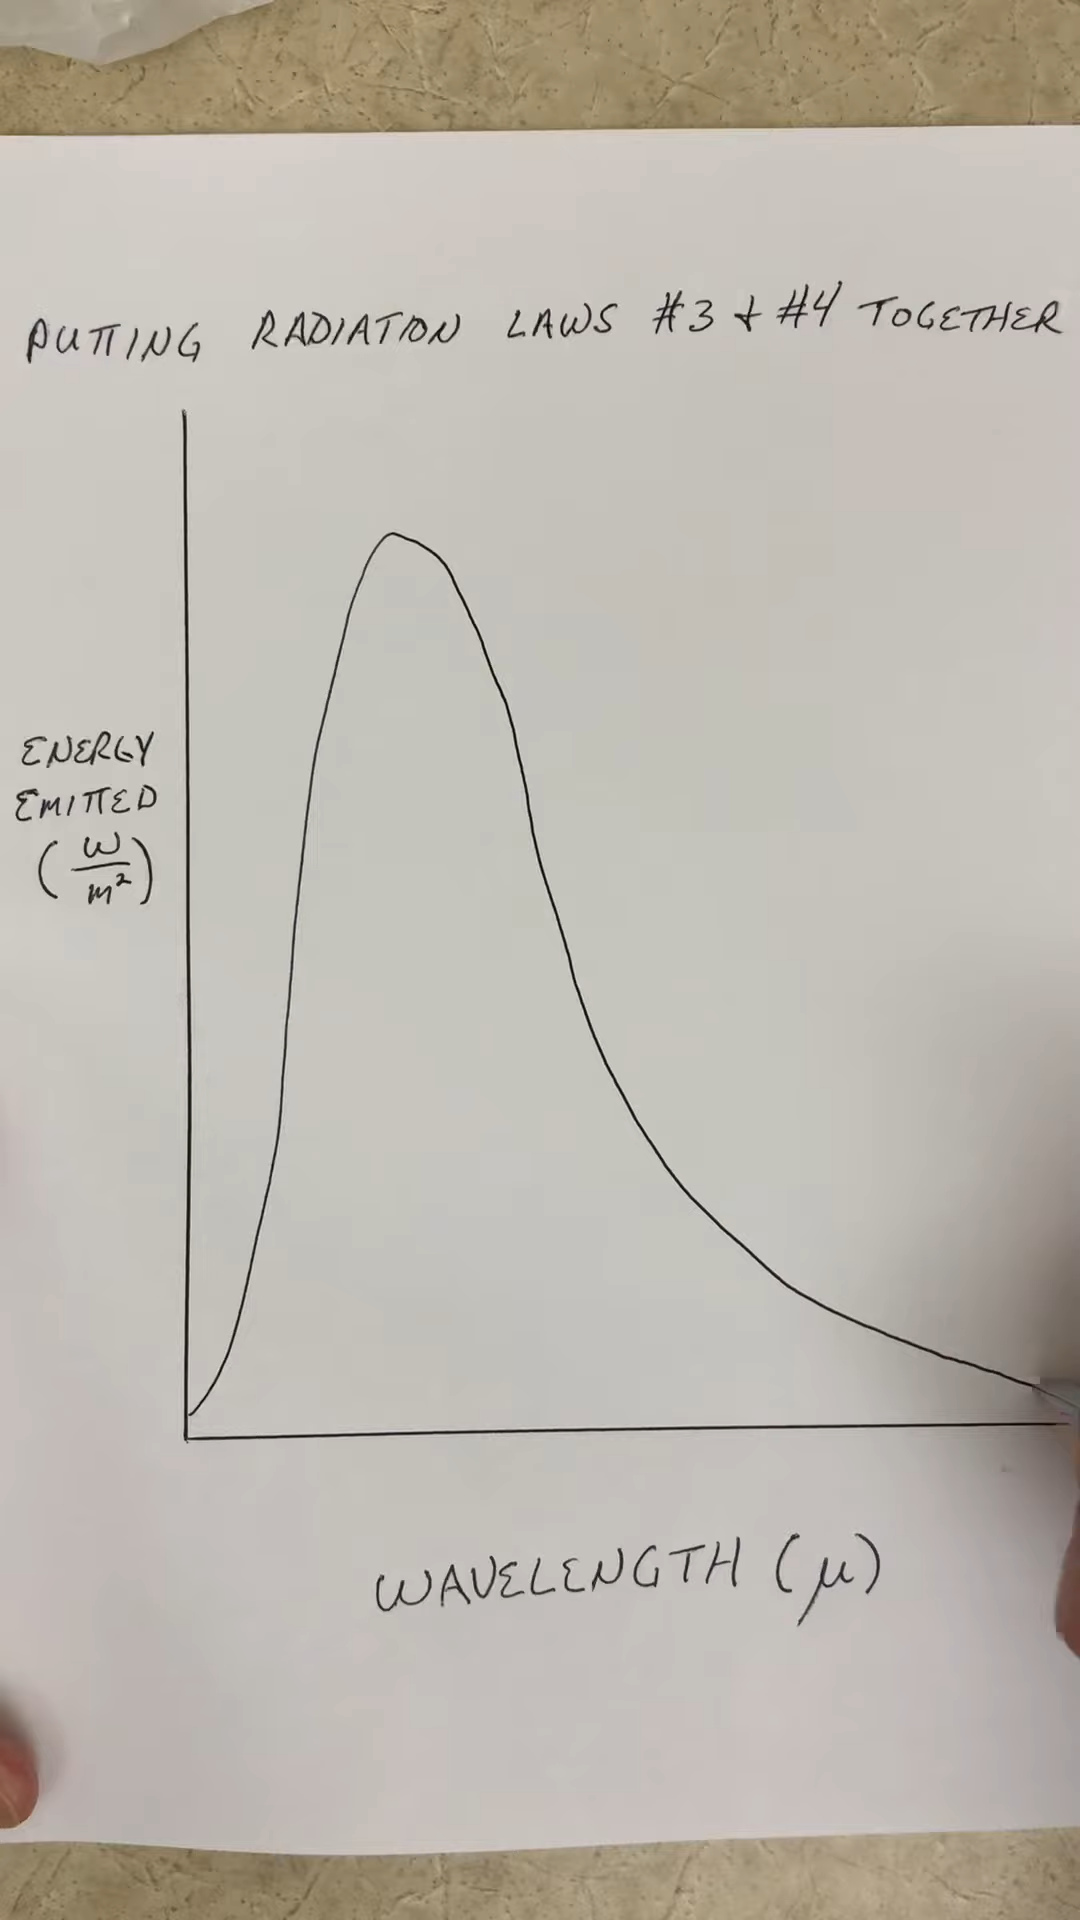 PUTTING RADIATION LAWS #3 & #4 TOGETHER
ENERGY
EMITTED
(W/m²)
WAVELENGTH (μ)